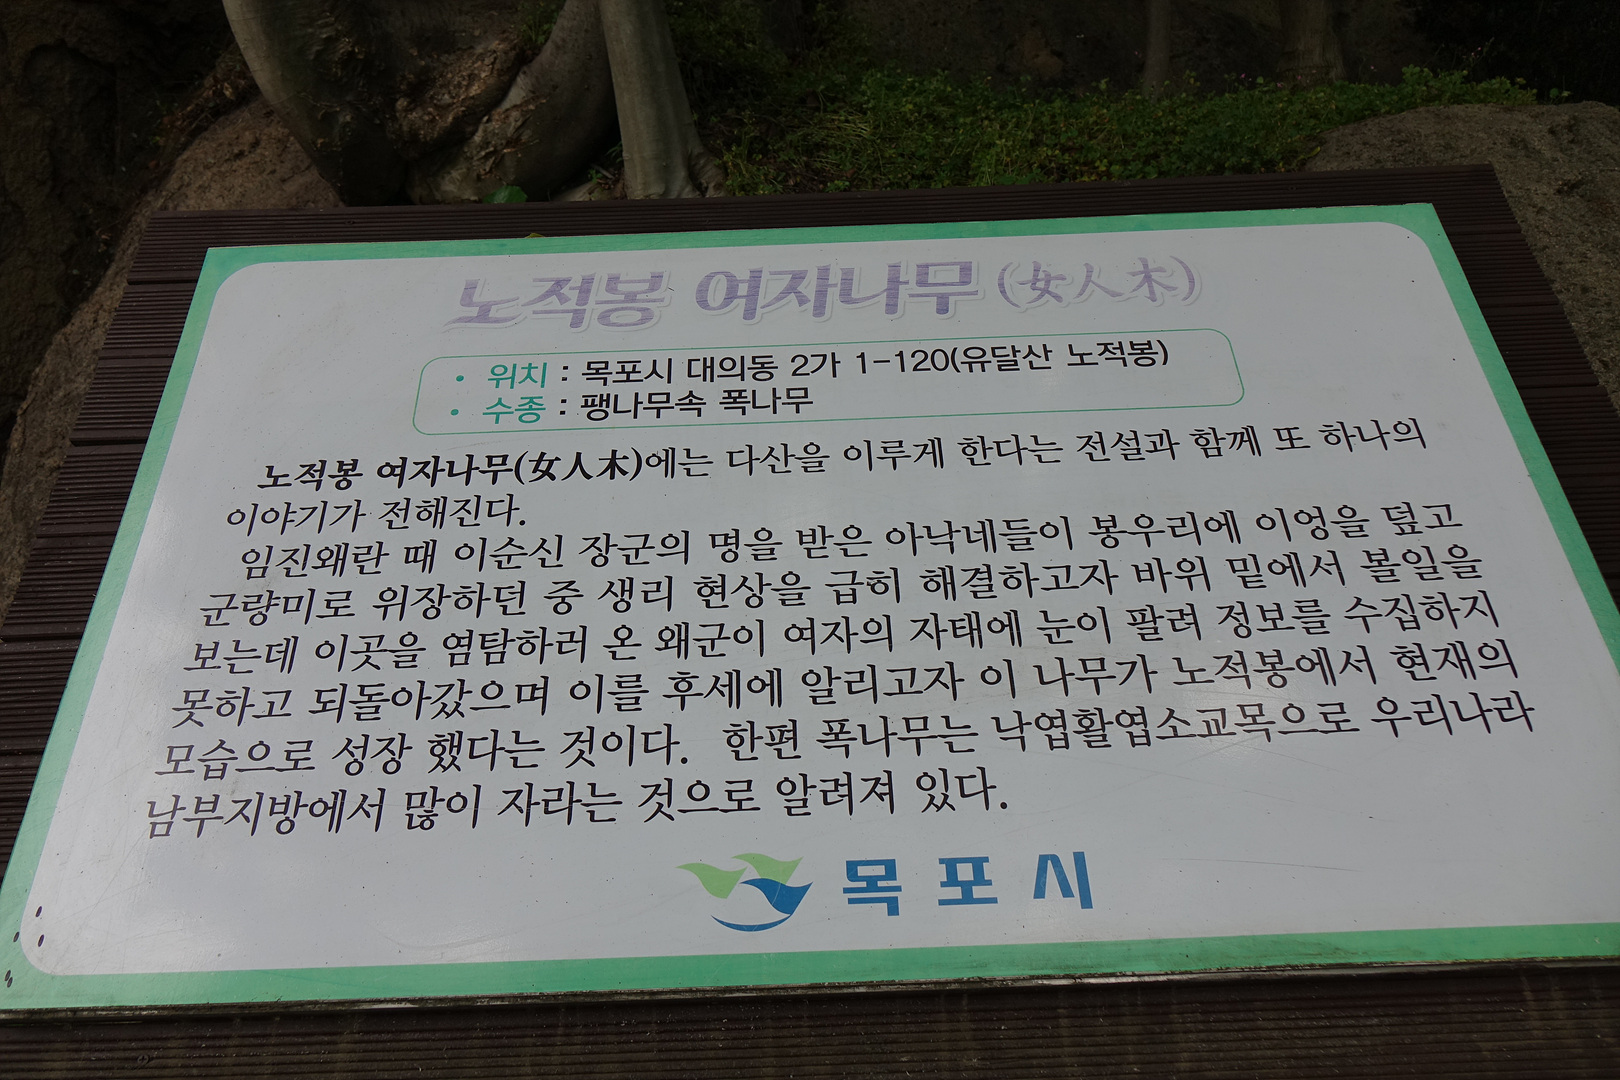 노적봉 여자나무(女人木)
• 위치 : 목포시 대의동 2가 1-120(유달산 노적봉)
• 수종 : 팽나무속 폭나무
노적봉 여자나무(女人木)에는 다산을 이루게 한다는 전설과 함께 또 하나의
이야기가 전해진다.
임진왜란 때 이순신 장군의 명을 받은 아낙네들이 봉우리에 이엉을 덮고
군량미로 위장하던 중 생리 현상을 급히 해결하고자 바위 밑에서 볼일을
보는데 이곳을 염탐하러 온 왜군이 여자의 자태에 눈이 팔려 정보를 수집하지
못하고 되돌아갔으며 이를 후세에 알리고자 이 나무가 노적봉에서 현재의
모습으로 성장 했다는 것이다. 한편 폭나무는 낙엽활엽소교목으로 우리나라
남부지방에서 많이 자라는 것으로 알려져 있다.
목포시